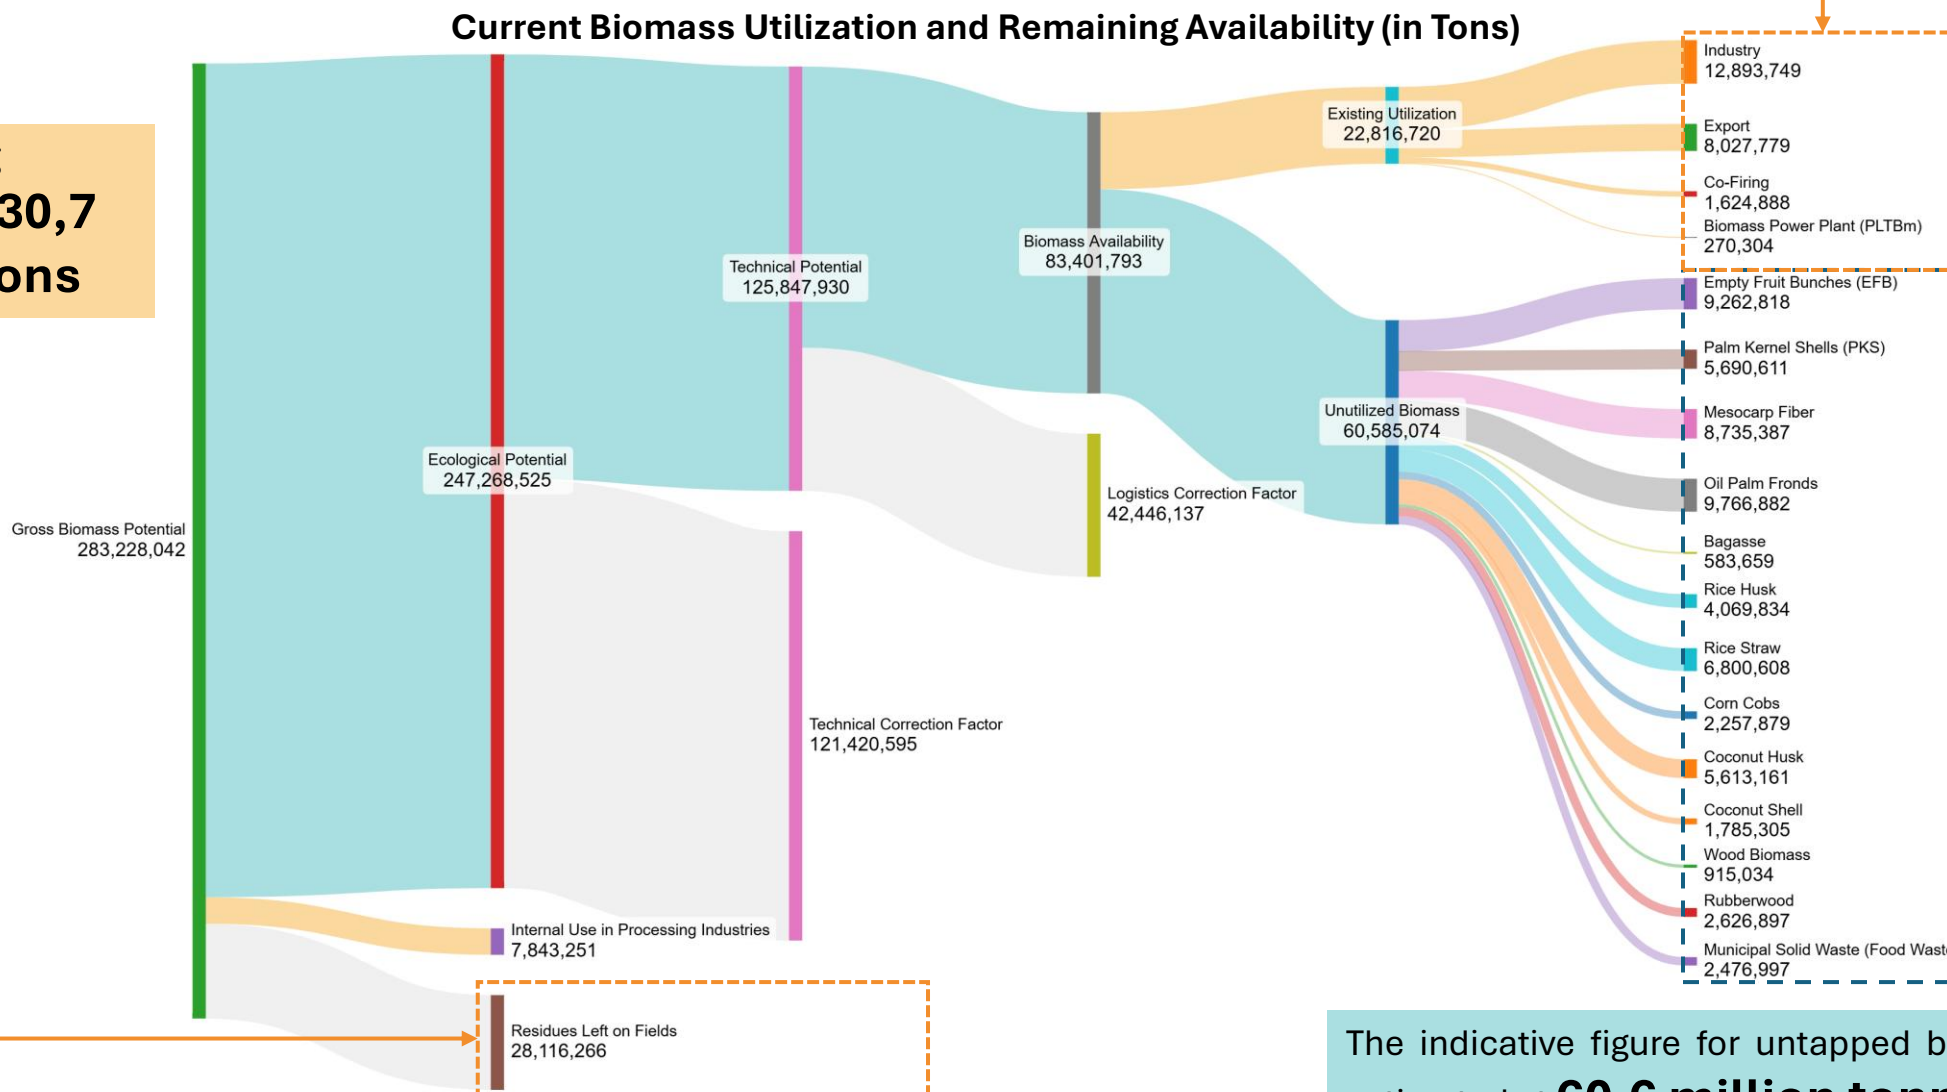 Current Biomass Utilization and Remaining Availability (in Tons)
30,7
ons
Gross Biomass Potential
283,228,042
Ecological Potential
247,268,525
Internal Use in Processing Industries
7,843,251
Residues Left on Fields
28,116,266
Technical Potential
125,847,930
Technical Correction Factor
121,420,595
Biomass Availability
83,401,793
Logistics Correction Factor
42,446,137
Existing Utilization
22,816,720
Unutilized Biomass
60,585,074
Industry
12,893,749
Export
8,027,779
Co-Firing
1,624,888
Biomass Power Plant (PLTBm)
270,304
Empty Fruit Bunches (EFB)
9,262,818
Palm Kernel Shells (PKS)
5,690,611
Mesocarp Fiber
8,735,387
Oil Palm Fronds
9,766,882
Bagasse
583,659
Rice Husk
4,069,834
Rice Straw
6,800,608
Corn Cobs
2,257,879
Coconut Husk
5,613,161
Coconut Shell
1,785,305
Wood Biomass
915,034
Rubberwood
2,626,897
Municipal Solid Waste (Food Waste
2,476,997
The indicative figure for untapped b
60,6 million tonn